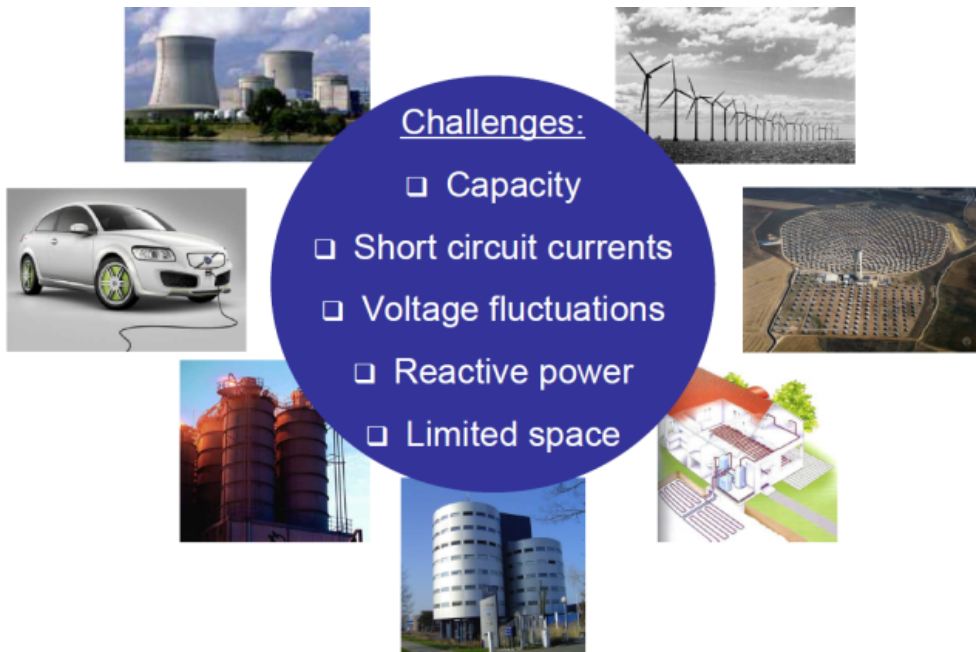 Challenges:
❑ Capacity
❑ Short circuit currents
❑ Voltage fluctuations
❑ Reactive power
❑ Limited space